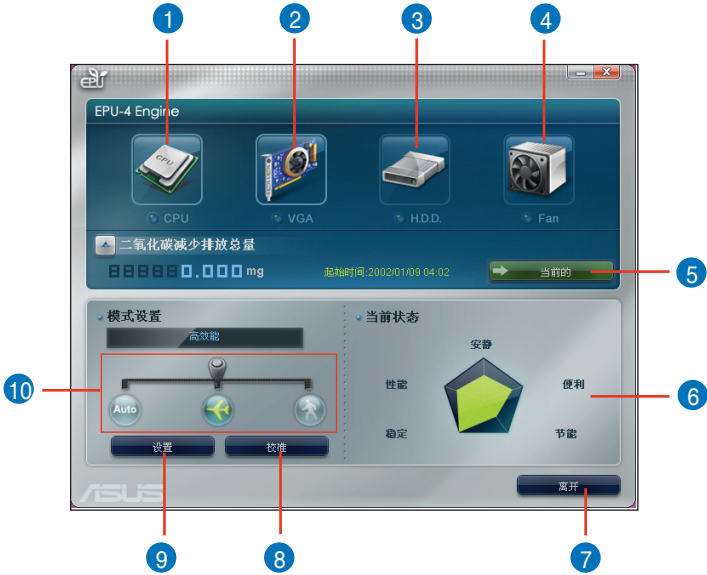 1 2 3 4
epu
EPU-4 Engine
CPU
CPU VGA H.D.D. Fan
二氧化碳减少排放总量
0.000 mg 起始时间:2002/01/09 04:02 当前的
5
模式设置 当前状态
高效能
安静
性能 便利
稳定 节能
Auto
10
6
设置 校准
ASUS
离开
9 8 7